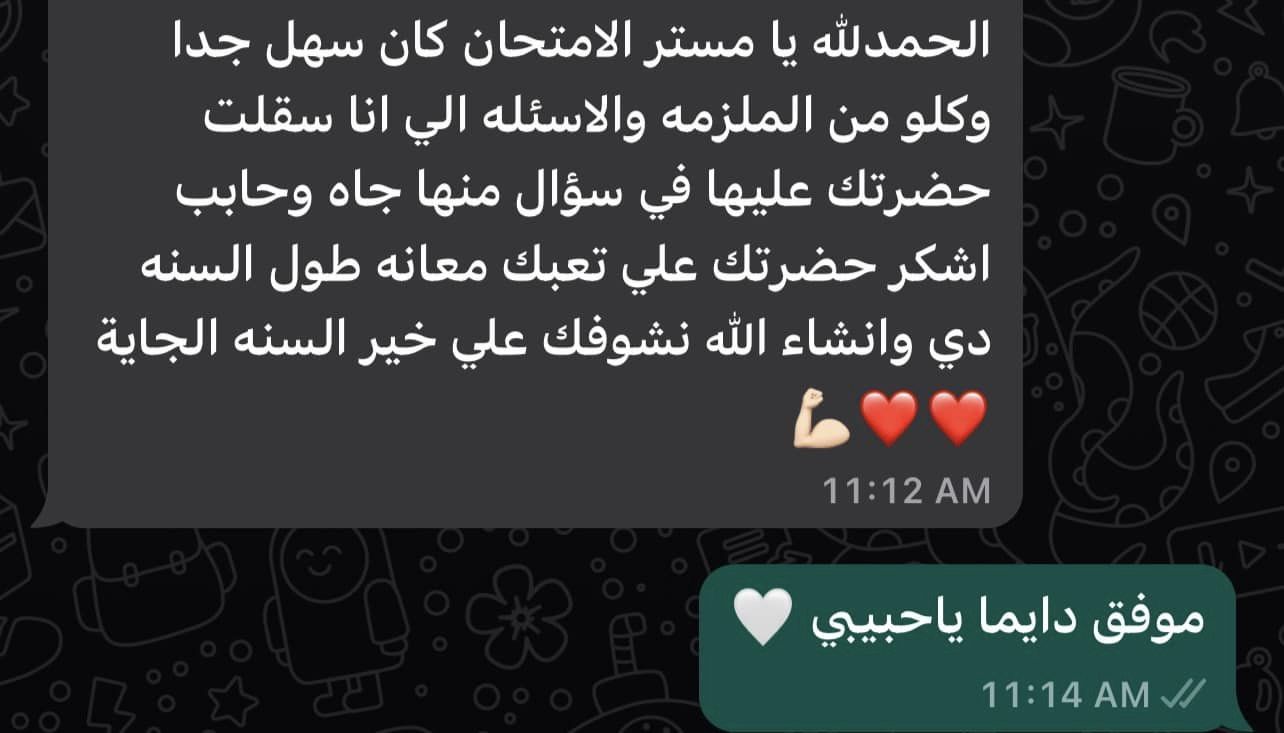 الحمدلله يا مستر الامتحان كان سهل جدا
وكلو من الملزمه والاسئله الي انا سقلت
حضرتك عليها في سؤال منها جاه وحابب
اشكر حضرتك علي تعبك معانه طول السنه
دي وانشاء الله نشوفك علي خير السنه الجاية
❤️❤️💪🏻
11:12 AM
موفق دايما ياحبيبي 🤍
11:14 AM